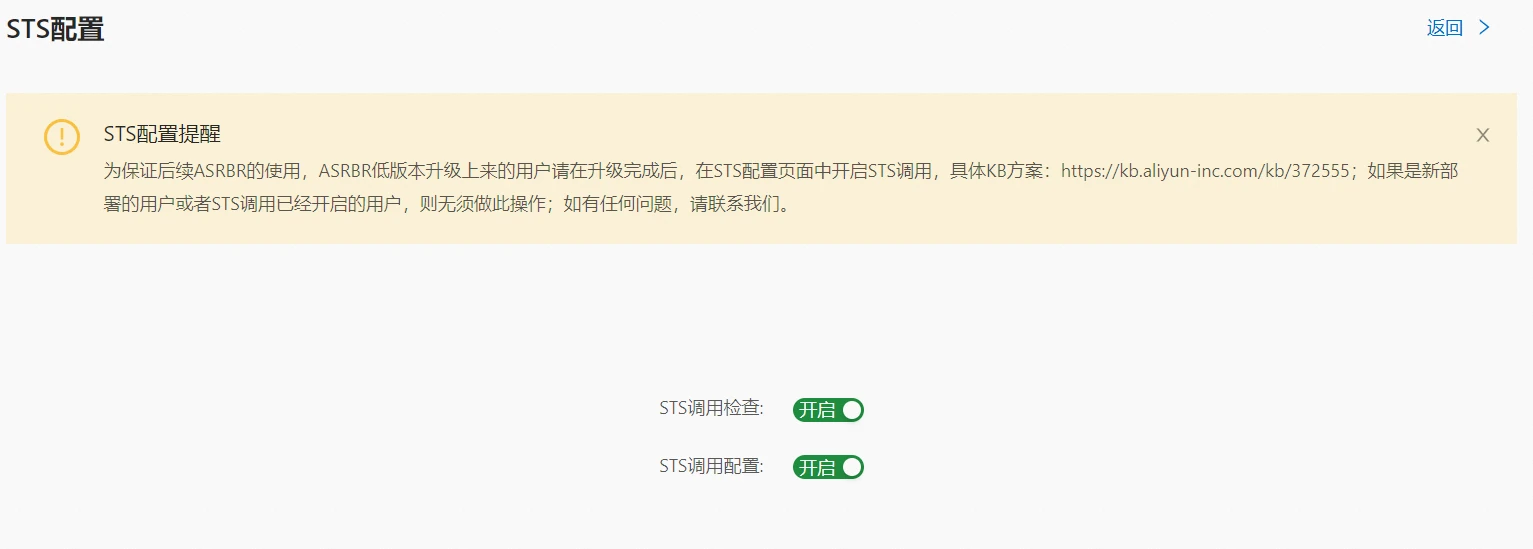 STS配置
返回
STS配置提醒
为保证后续ASRBR的使用，ASRBR低版本升级上来的用户请在升级完成后，在STS配置页面中开启STS调用，具体KB方案：https://kb.aliyun-inc.com/kb/372555；如果是新部
署的用户或者STS调用已经开启的用户，则无须做此操作；如有任何问题，请联系我们。
STS调用检查: 开启
STS调用配置: 开启